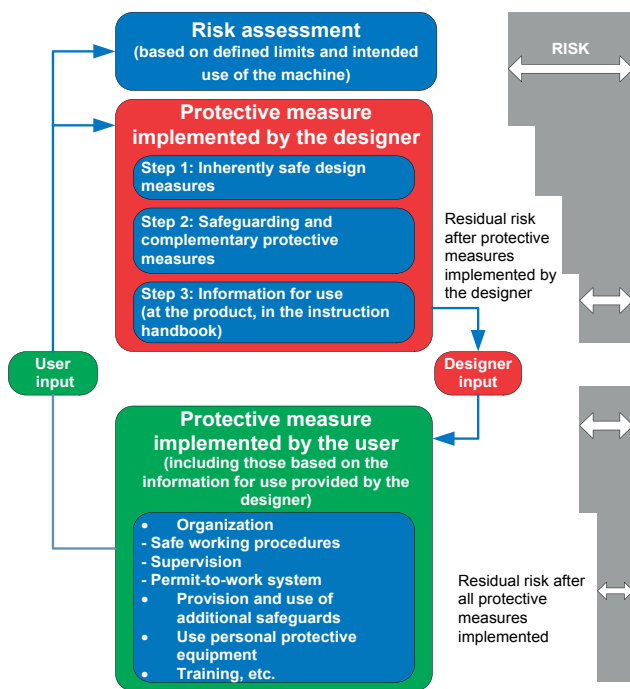 Risk assessment
(based on defined limits and intended
use of the machine)
RISK
Protective measure
implemented by the designer
Step 1: Inherently safe design
measures
Step 2: Safeguarding and
complementary protective
measures
Step 3: Information for use
(at the product, in the instruction
handbook)
Residual risk
after protective
measures
implemented by
the designer
User
input
Designer
input
Protective measure
implemented by the user
(including those based on the
information for use provided by the
designer)
• Organization
- Safe working procedures
- Supervision
- Permit-to-work system
• Provision and use of
additional safeguards
• Use personal protective
equipment
• Training, etc.
Residual risk after
all protective
measures
implemented